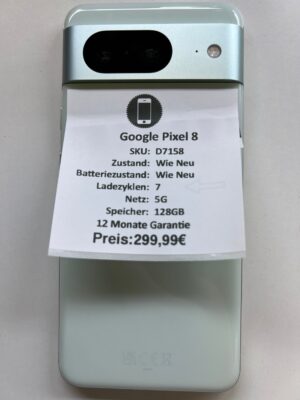 Google Pixel 8
SKU: D7158
Zustand: Wie Neu
Batteriezustand: Wie Neu
Ladezyklen: 7
Netz: 5G
Speicher: 128GB
12 Monate Garantie
Preis:299,99€